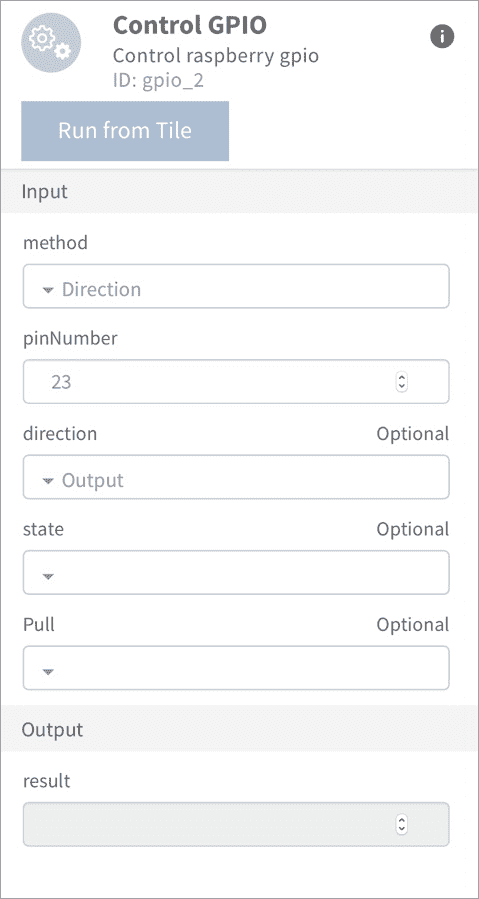 Control GPIO
Control raspberry gpio
ID: gpio_2
Run from Tile
Input
method
Direction
pinNumber
23
direction Optional
Output
state Optional
Pull Optional
Output
result